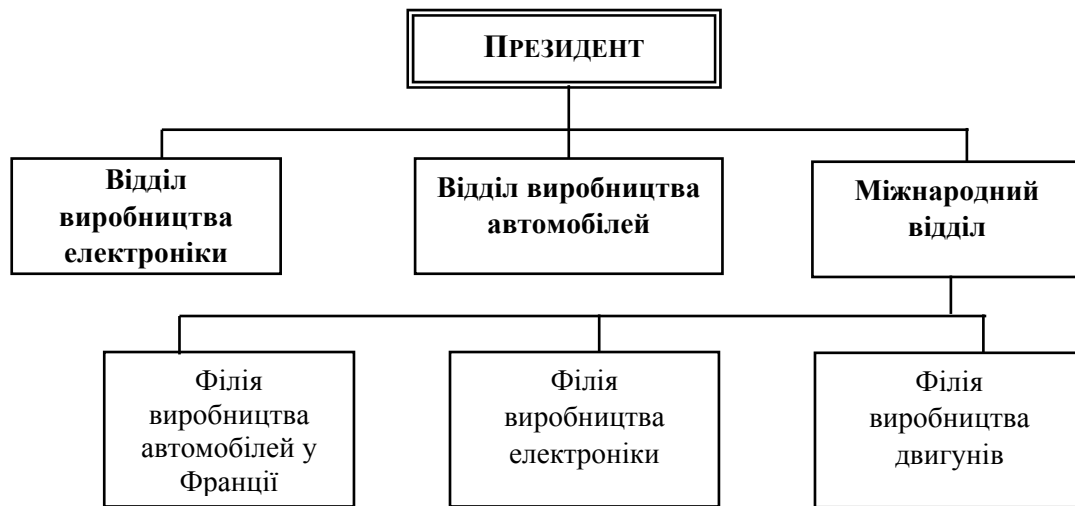 ПРЕЗИДЕНТ
Відділ
виробництва
електроніки
Відділ виробництва
автомобілей
Міжнародний
відділ
Філія
виробництва
автомобілей у
Франції
Філія
виробництва
електроніки
Філія
виробництва
двигунів